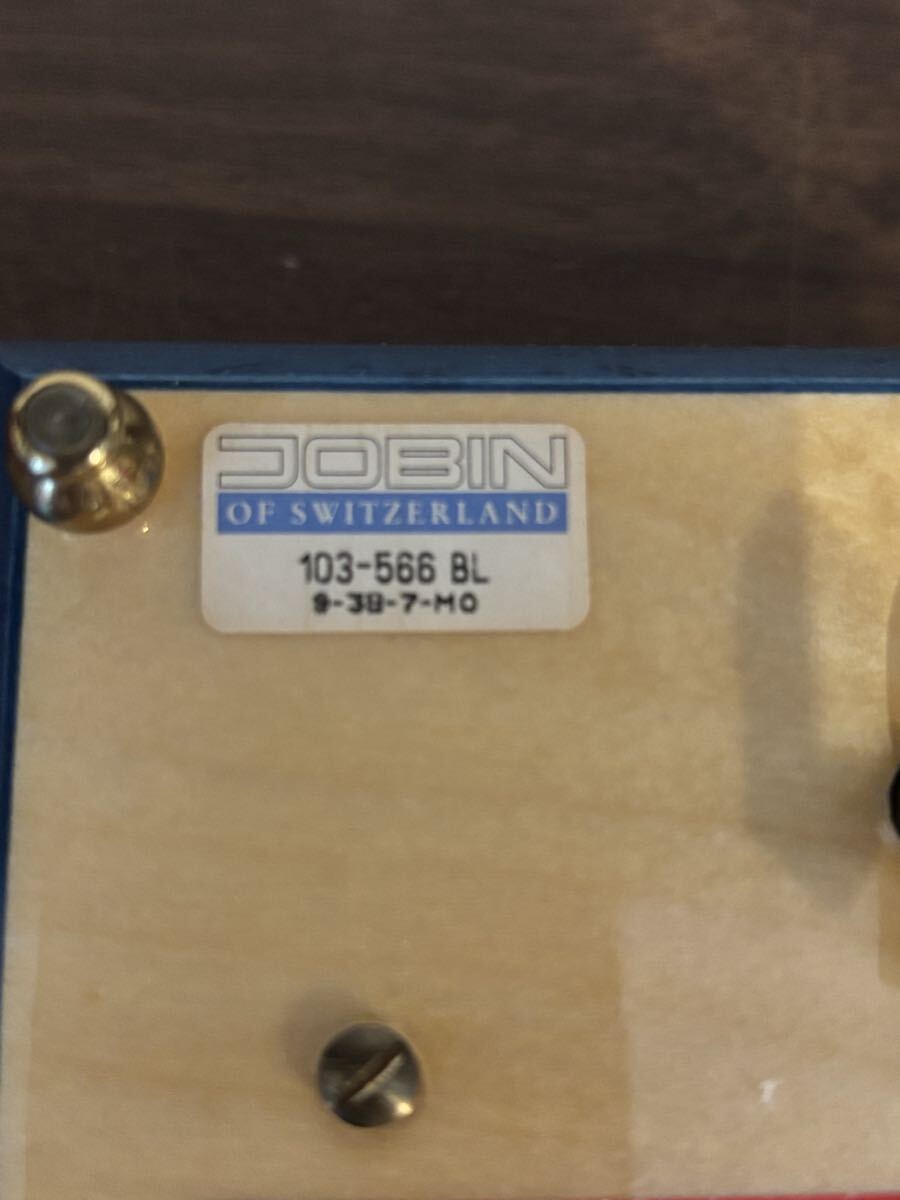 JOBIN
OF SWITZERLAND
103-566 BL
9-38-7-MO